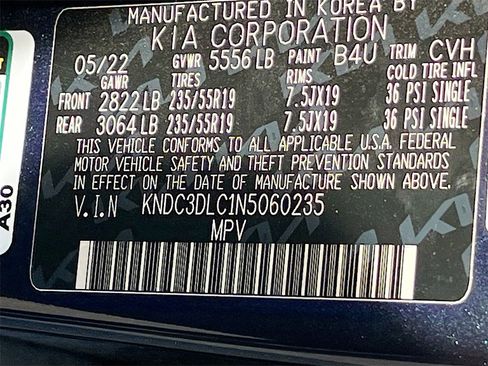 MANUFACTURED IN KOREA BY
KIA CORPORATION
05/22 GVWR 5556 LB PAINT B4U TRIM CVH
GAWR TIRES RIMS COLD TIRE INFL
FRONT 2822 LB 235/55R19 7.5JX19 36 PSI SINGLE
REAR 3064 LB 235/55R19 7.5JX19 36 PSI SINGLE
THIS VEHICLE CONFORMS TO ALL APPLICABLE U.S.A. FEDERAL
MOTOR VEHICLE SAFETY AND THEFT PREVENTION STANDARDS
IN EFFECT ON THE DATE OF MANUFACTURE SHOWN ABOVE.
V.I.N KNDC3DLC1N5060235
MPV
A30